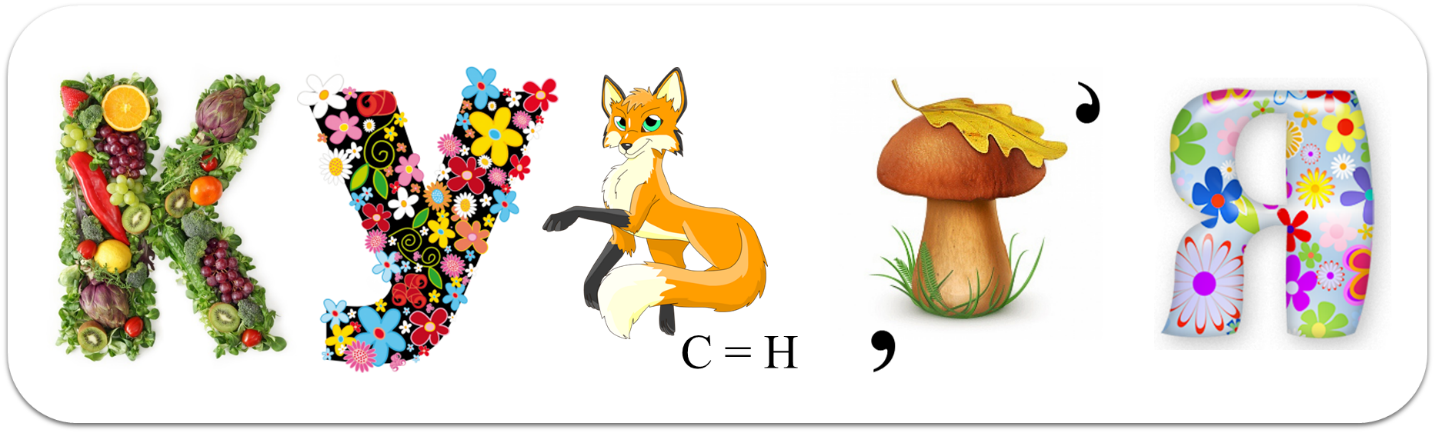 Ку , Я
С = Н ,